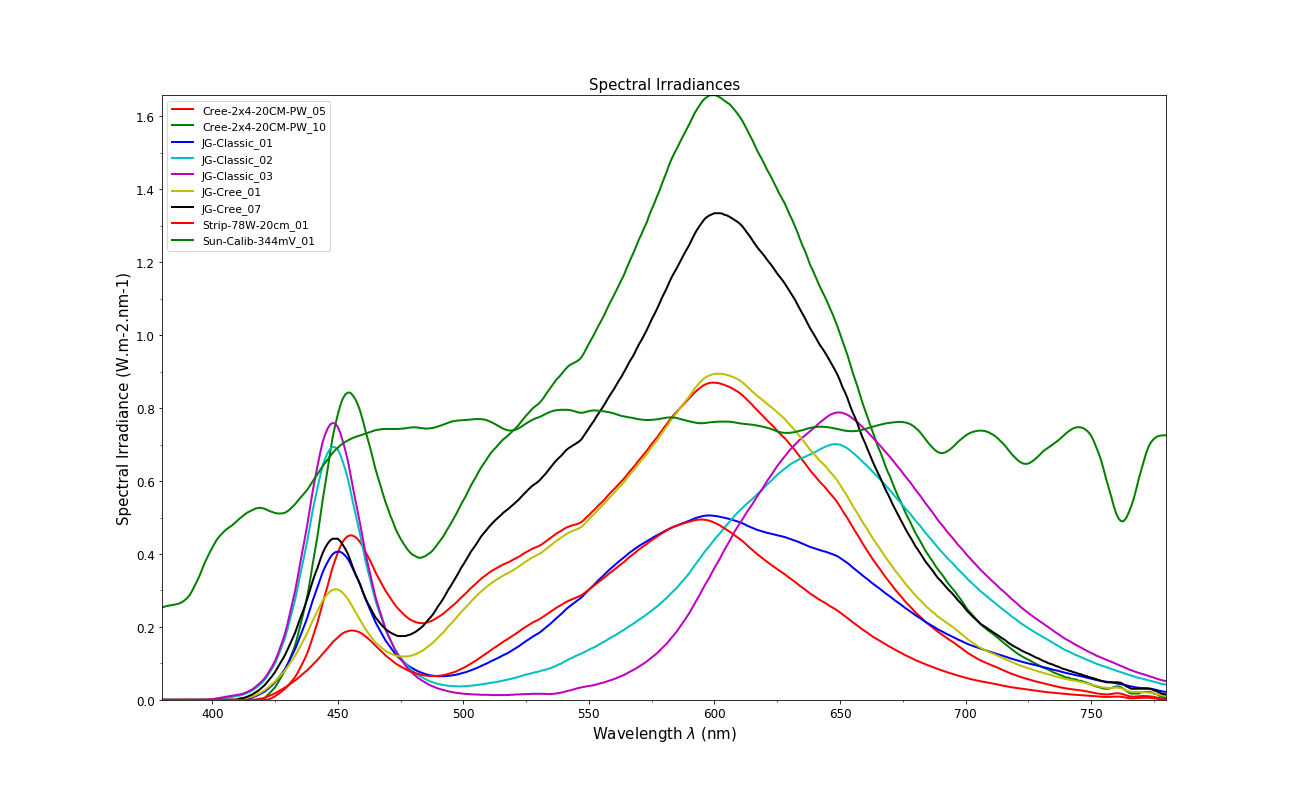 Spectral Irradiances
Cree-2x4-20CM-PW_05
Cree-2x4-20CM-PW_10
JG-Classic_01
JG-Classic_02
JG-Classic_03
JG-Cree_01
JG-Cree_07
Strip-78W-20cm_01
Sun-Calib-344mV_01
Spectral Irradiance (W.m-2.nm-1)
1.6
1.4
1.2
1.0
0.8
0.6
0.4
0.2
0.0
400 450 500 550 600 650 700 750
Wavelength λ (nm)